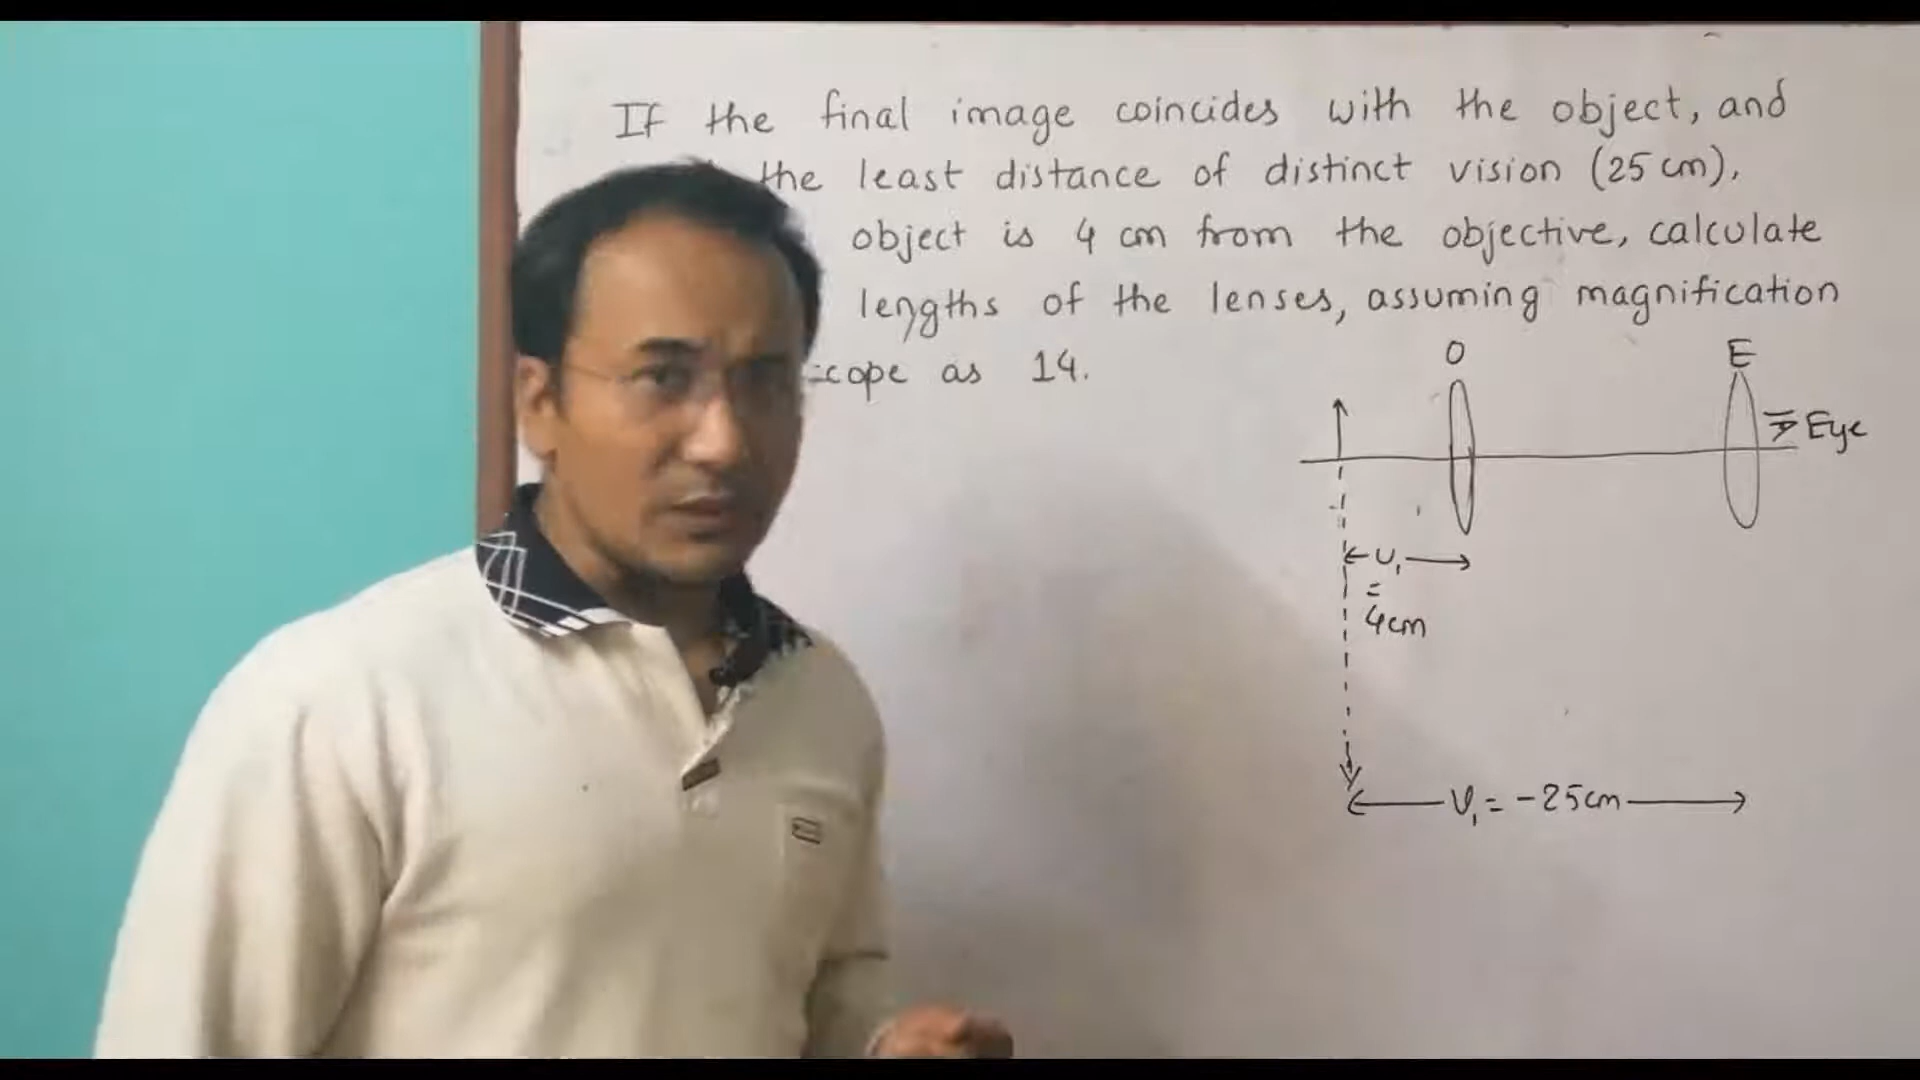 If the final image coincides with the object, and
the least distance of distinct vision (25 cm),
object is 4 cm from the objective, calculate
lengths of the lenses, assuming magnification
cope as 14.
O
E
Eye
U₁
=
4cm
V₁ = -25cm